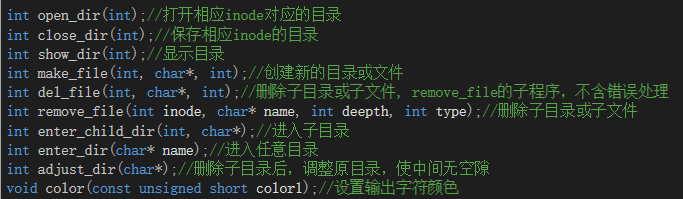 int open_dir(int);//打开相应inode对应的目录
int close_dir(int);//保存相应inode的目录
int show_dir(int);//显示目录
int make_file(int, char*, int);//创建新的目录或文件
int del_file(int, char*, int);//删除子目录或子文件, remove_file的子程序，不含错误处理
int remove_file(int inode, char* name, int deepth, int type);//删除子目录或子文件
int enter_child_dir(int, char*);//进入子目录
int enter_dir(char* name);//进入任意目录
int adjust_dir(char*);//删除子目录后，调整原目录，使中间无空隙
void color(const unsigned short color1);//设置输出字符颜色